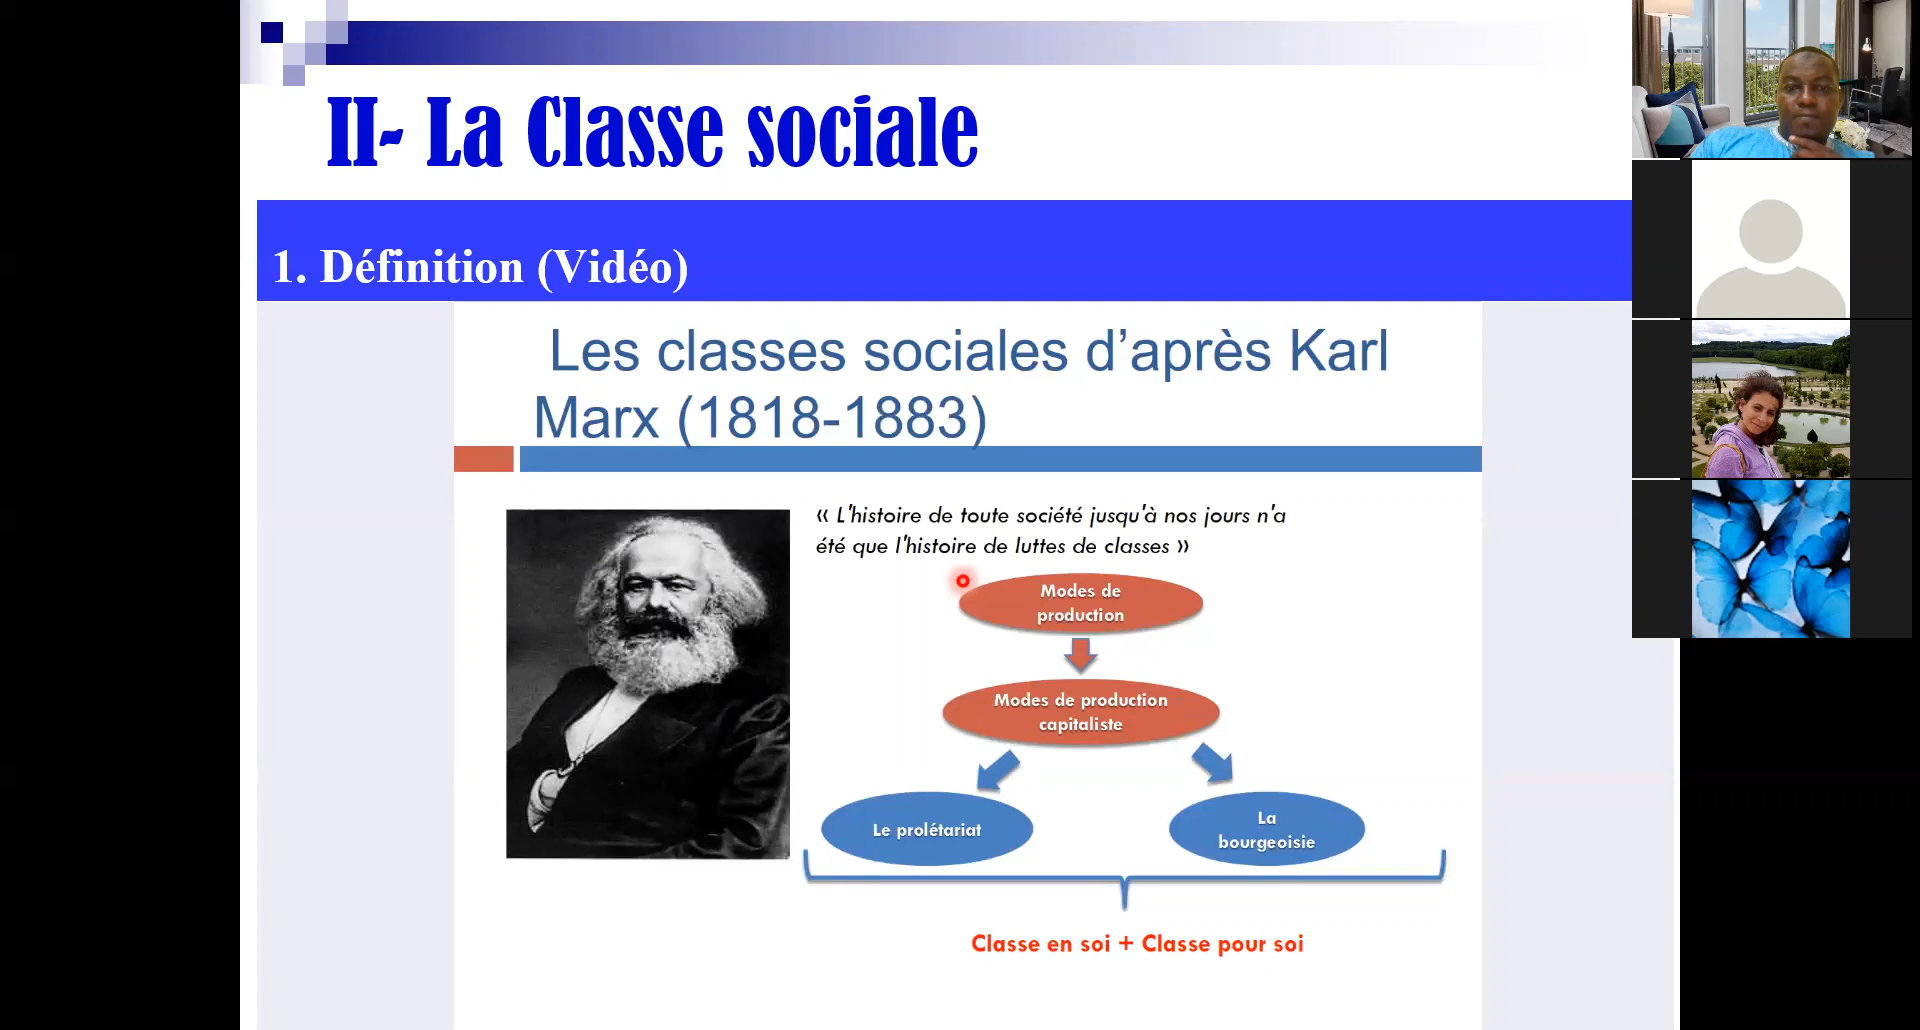 II- La Classe sociale
1. Définition (Vidéo)
Les classes sociales d’après Karl
Marx (1818-1883)
« L'histoire de toute société jusqu'à nos jours n'a
été que l'histoire de luttes de classes »
Modes de
production
Modes de production
capitaliste
Le prolétariat
La
bourgeoisie
Classe en soi + Classe pour soi